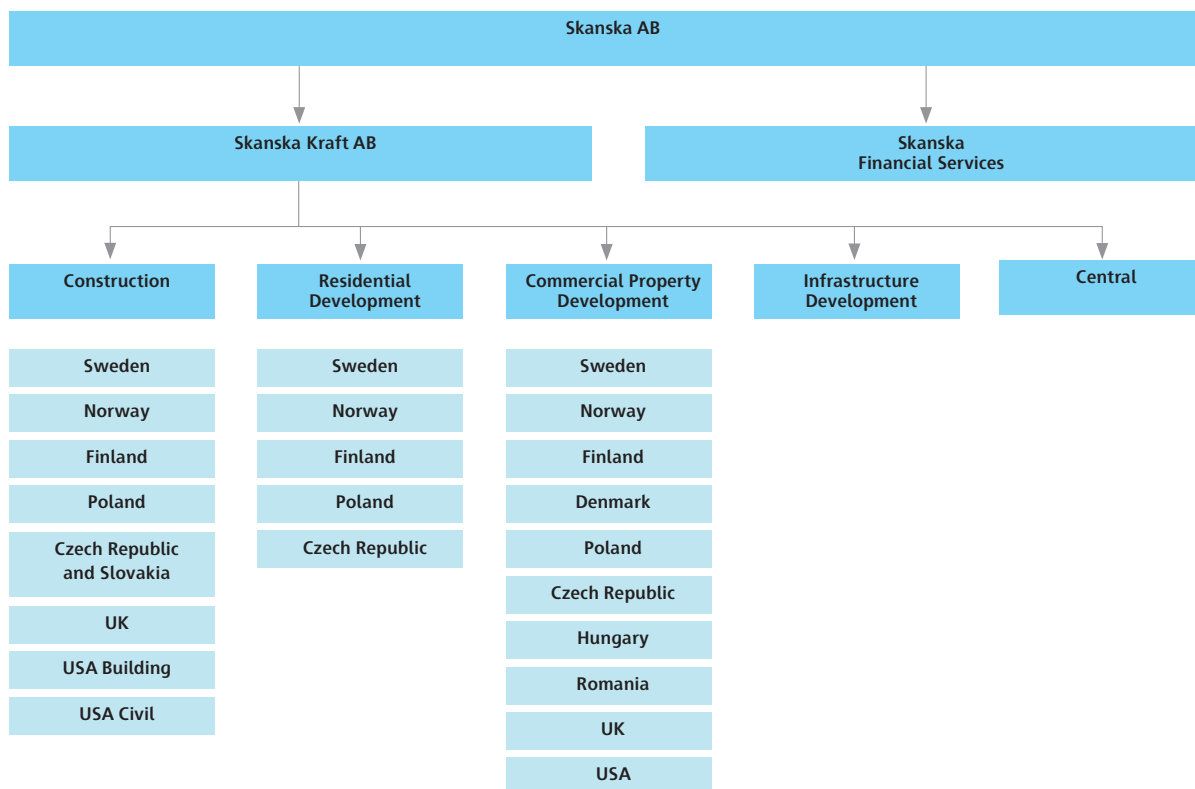 Skanska AB
Skanska Kraft AB
Skanska
Financial Services
Construction
Residential
Development
Commercial Property
Development
Infrastructure
Development
Central
Sweden
Norway
Finland
Poland
Czech Republic
and Slovakia
UK
USA Building
USA Civil
Sweden
Norway
Finland
Poland
Czech Republic
Sweden
Norway
Finland
Denmark
Poland
Czech Republic
Hungary
Romania
UK
USA